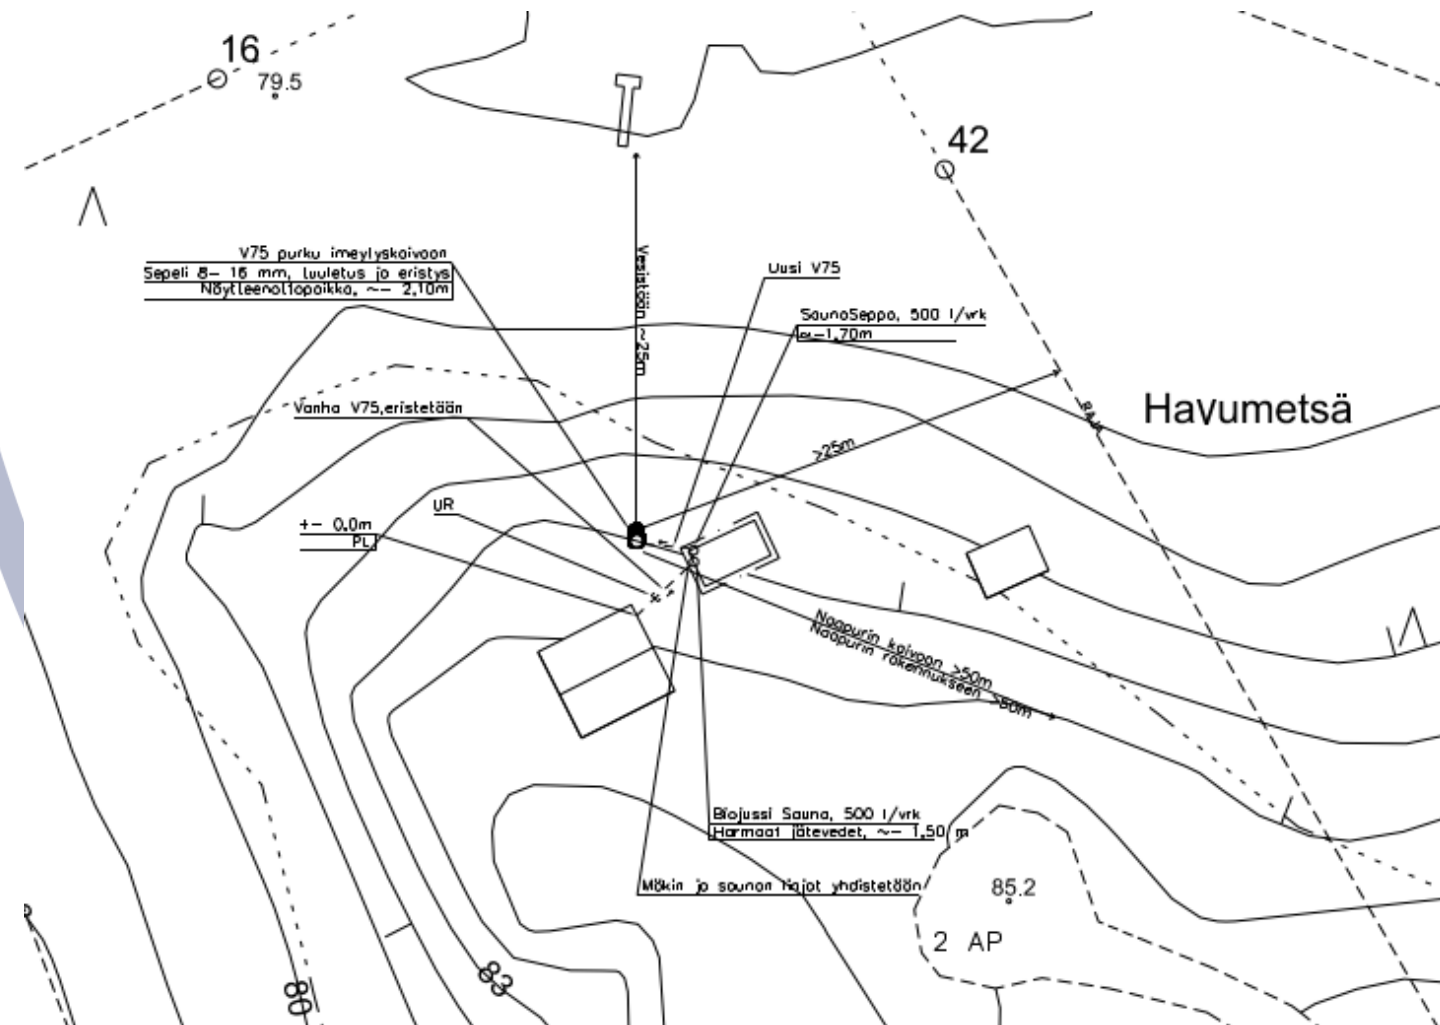 16
79.5
42
V75 purku imeytyskaivoon
Sepeli 8- 16 mm, tuuletus ja eristys
Näytteenottopaikka, ~- 2,10m
Vesistöön ~25m
Uusi V75
SaunaSeppo, 500 l/vrk
~-1,70m
Havumetsä
RAJA
Vanha V75,eristetään
>25m
UR
+- 0.0m
PL
Naapurin kaivoon >50m
Naapurin rakennukseen >50m
Biojussi Sauna, 500 l/vrk
Harmaat jätevedet, ~- 1,50 m
Mökin ja saunan linjat yhdistetään
85.2
2 AP
83
80